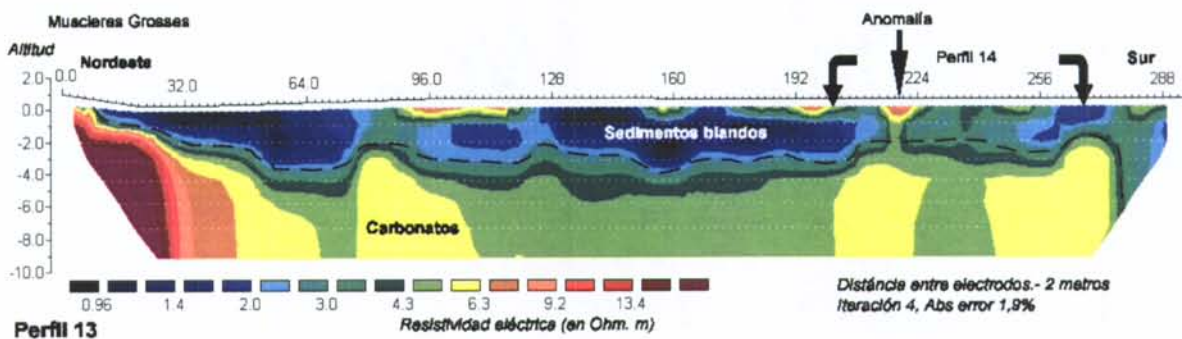 Muscleres Grosses
Anomalía
Altitud
Nordeste
Perfil 14
Sur
0.0 32.0 64.0 96.0 128 160 192 224 256 288
2.0
0.0
-2.0
-4.0
-6.0
-8.0
-10.0
Sedimentos blandos
Carbonatos
0.96 1.4 2.0 3.0 4.3 6.3 9.2 13.4
Distáncia entre electrodos.- 2 metros
Iteración 4, Abs error 1,9%
Perfil 13
Resistividad eléctrica (en Ohm. m)